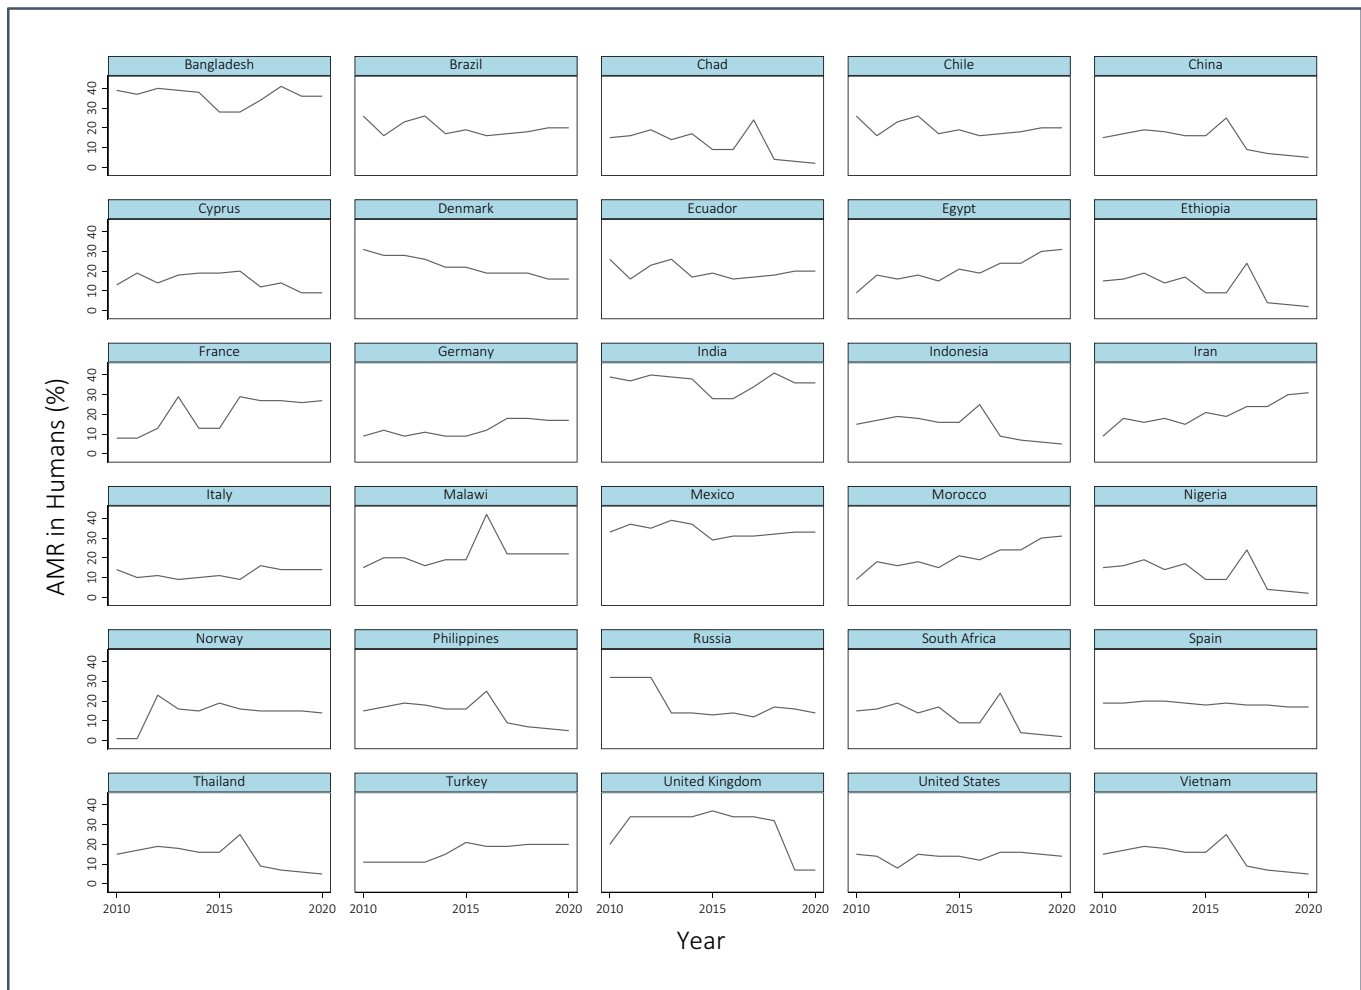 Bangladesh Brazil Chad Chile China
0 10 20 30 40
Cyprus Denmark Ecuador Egypt Ethiopia
0 10 20 30 40
France Germany India Indonesia Iran
0 10 20 30 40
Italy Malawi Mexico Morocco Nigeria
0 10 20 30 40
Norway Philippines Russia South Africa Spain
0 10 20 30 40
Thailand Turkey United Kingdom United States Vietnam
0 10 20 30 40
2010 2015 2020 2010 2015 2020 2010 2015 2020 2010 2015 2020 2010 2015 2020
AMR in Humans (%)
Year